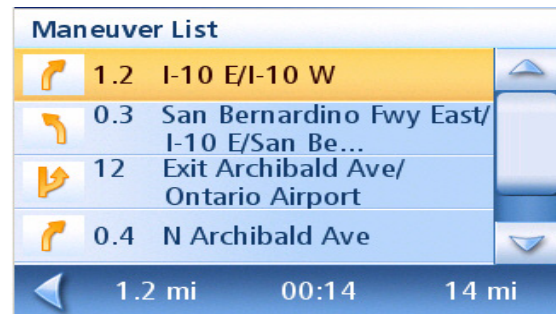 Maneuver List
1.2 I-10 E/I-10 W
0.3 San Bernardino Fwy East/
I-10 E/San Be...
12 Exit Archibald Ave/
Ontario Airport
0.4 N Archibald Ave
1.2 mi 00:14 14 mi